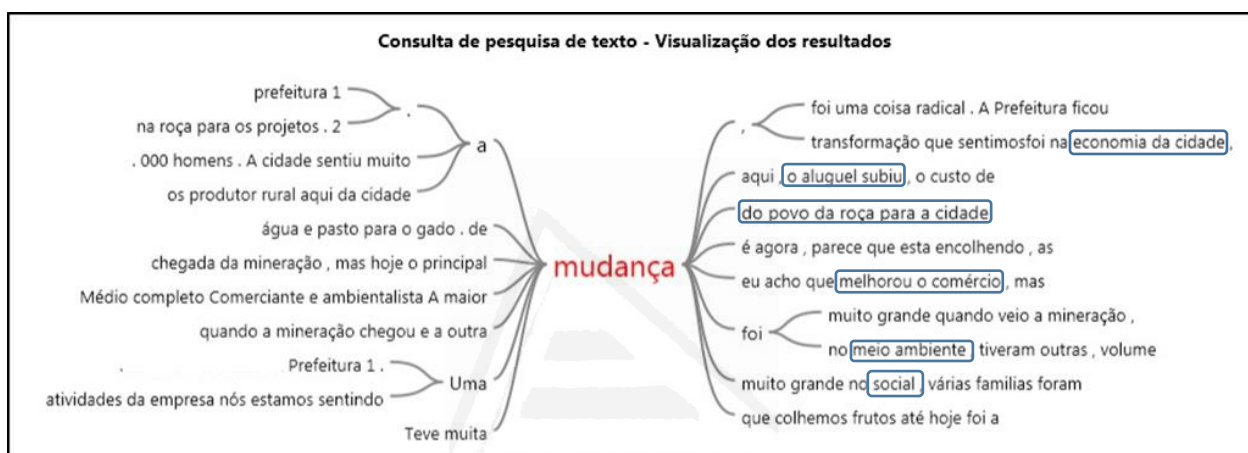 Consulta de pesquisa de texto - Visualização dos resultados
prefeitura 1
na roça para os projetos . 2
.
. 000 homens . A cidade sentiu muito
os produtor rural aqui da cidade
a
água e pasto para o gado . de
chegada da mineração , mas hoje o principal
Médio completo Comerciante e ambientalista A maior
quando a mineração chegou e a outra
. Prefeitura 1 .
atividades da empresa nós estamos sentindo
Uma
Teve muita
mudança
,
foi uma coisa radical . A Prefeitura ficou
transformação que sentimosfoi na economia da cidade ,
aqui , o aluguel subiu , o custo de
do povo da roça para a cidade
é agora , parece que esta encolhendo , as
eu acho que melhorou o comércio , mas
foi
muito grande quando veio a mineração ,
no meio ambiente , tiveram outras , volume
muito grande no social , várias familias foram
que colhemos frutos até hoje foi a